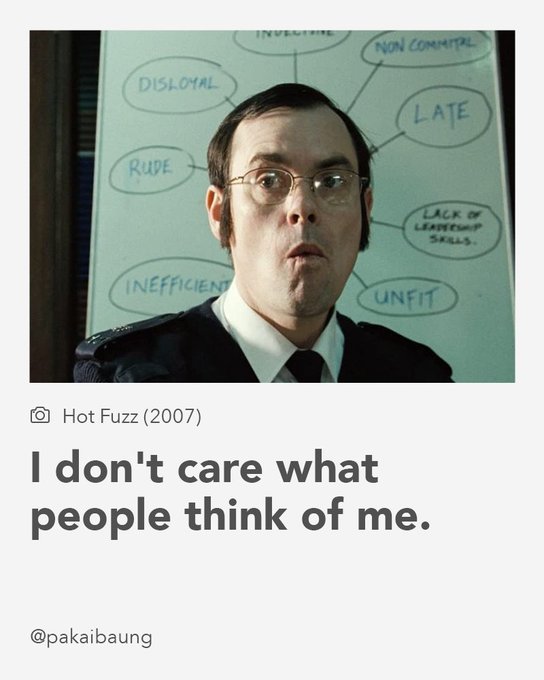 INDECISIVE
NON COMMITAL
DISLOYAL
LATE
RUDE
LACK OF
LEADERSHIP
SKILLS.
INEFFICIENT
UNFIT
Hot Fuzz (2007)
I don't care what
people think of me.
@pakaibaung